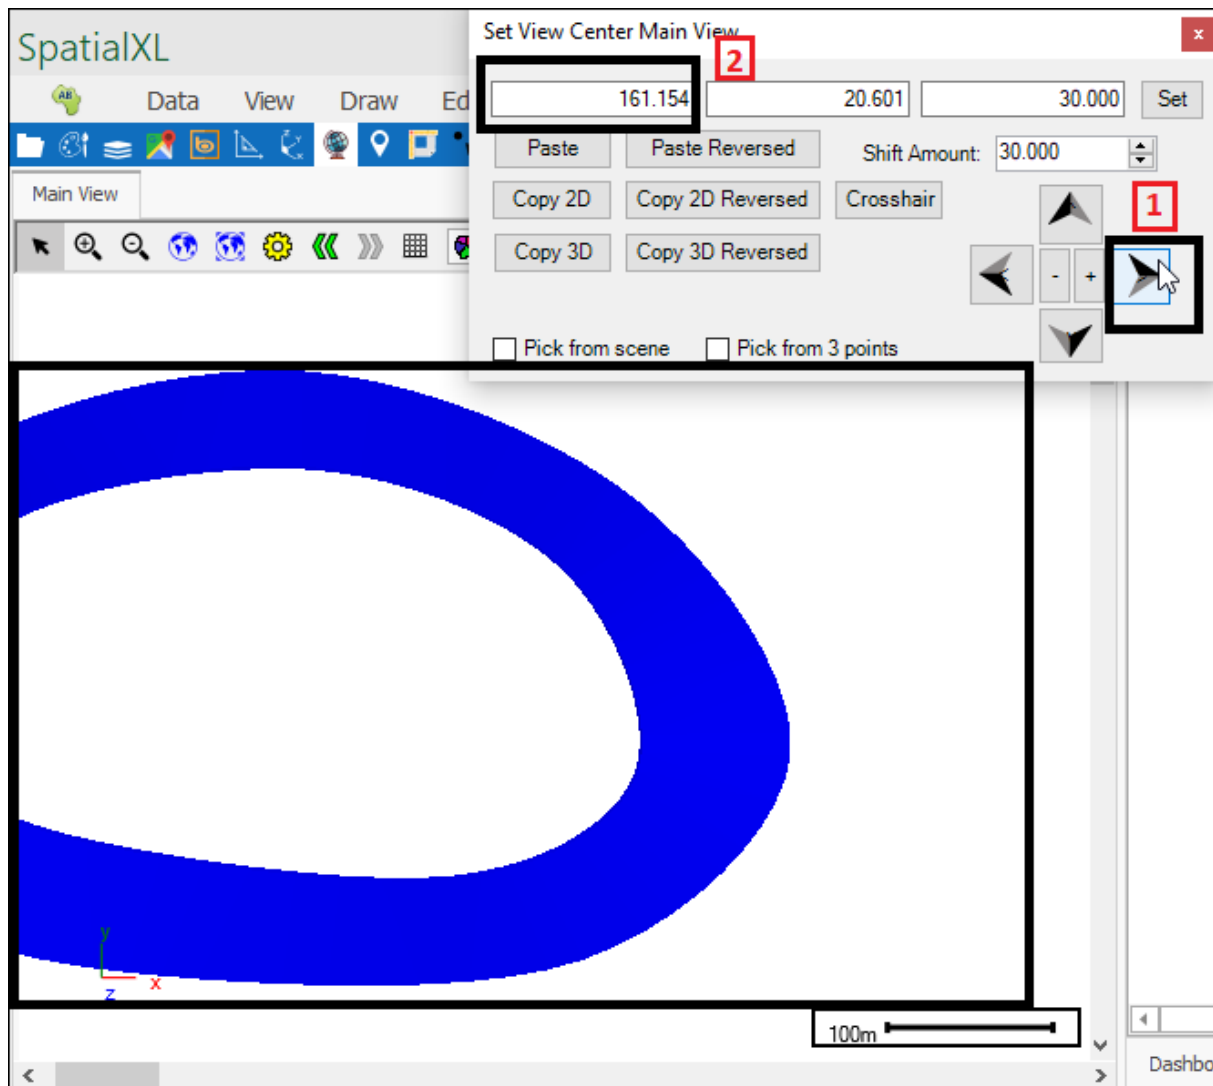 SpatialXL
Set View Center Main View
x
2
161.154 20.601 30.000 Set
AB Data View Draw Ed
Paste Paste Reversed Shift Amount: 30.000
Main View
Copy 2D Copy 2D Reversed Crosshair
1
Copy 3D Copy 3D Reversed
- +
Pick from scene Pick from 3 points
y
x
z
100m
Dashbo